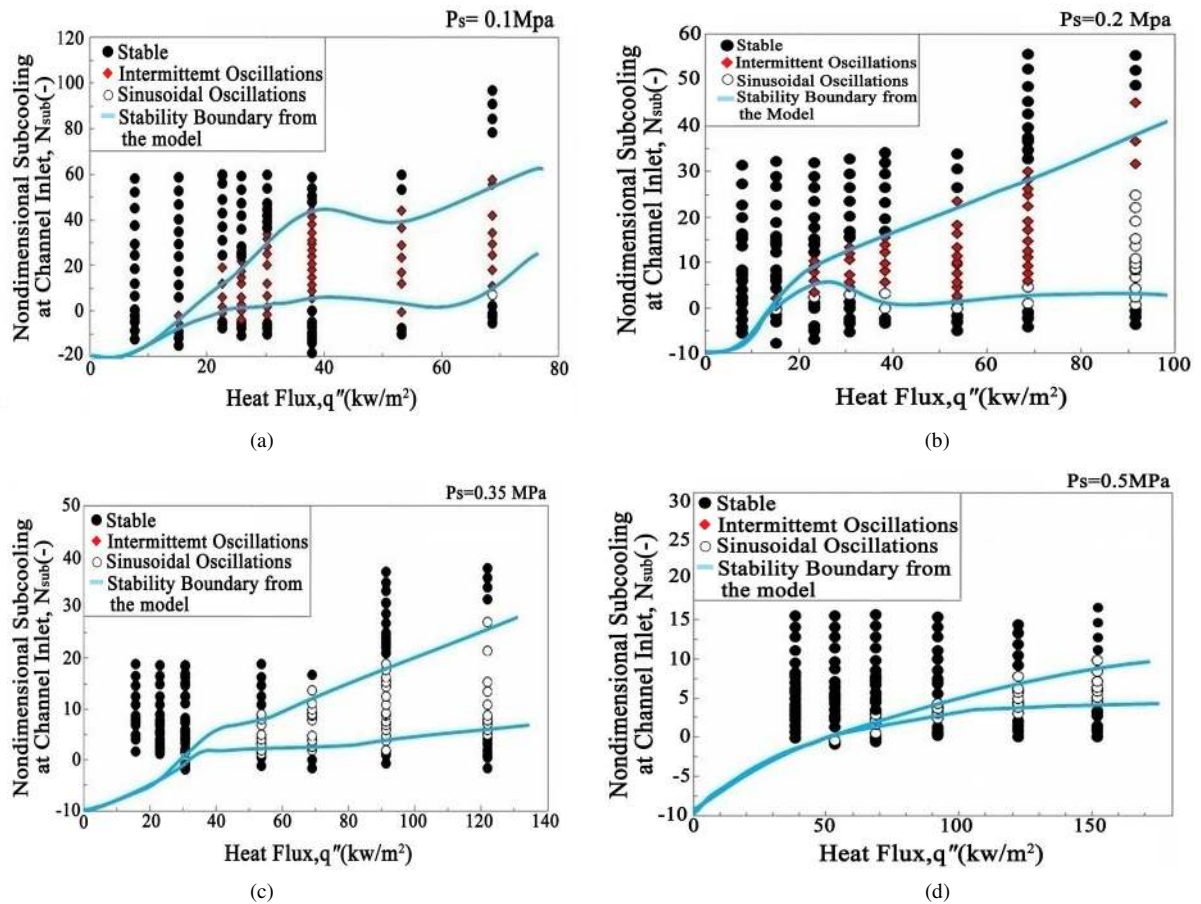 Ps= 0.1Mpa
120
100
80
60
40
20
0
-20
0
20
40
60
80
Stable
Intermittemt Oscillations
Sinusoidal Oscillations
Stability Boundary from
the model
Nondimensional Subcooling
at Channel Inlet, Nsub(-)
Heat Flux,q″(kw/m²)
(a)
Ps=0.2 Mpa
60
50
40
30
20
10
0
-10
0
20
40
60
80
100
Stable
Intermittemt Oscillations
Sinusoidal Oscillations
Stability Boundary from
the Model
Nondimensional Subcooling
at Channel Inlet, Nsub(-)
Heat Flux,q″(kw/m²)
(b)
Ps=0.35 MPa
50
40
30
20
10
0
-10
0
20
40
60
80
100
120
140
Stable
Intermittemt Oscillations
Sinusoidal Oscillations
Stability Boundary from
the model
Nondimensional Subcooling
at Channel Inlet, Nsub(-)
Heat Flux,q″(kw/m²)
(c)
Ps=0.5MPa
30
25
20
15
10
5
0
-5
-10
0
50
100
150
Stable
Intermittemt Oscillations
Sinusoidal Oscillations
Stability Boundary from
the model
Nondimensional Subcooling
at Channel Inlet, Nsub(-)
Heat Flux,q″(kw/m²)
(d)